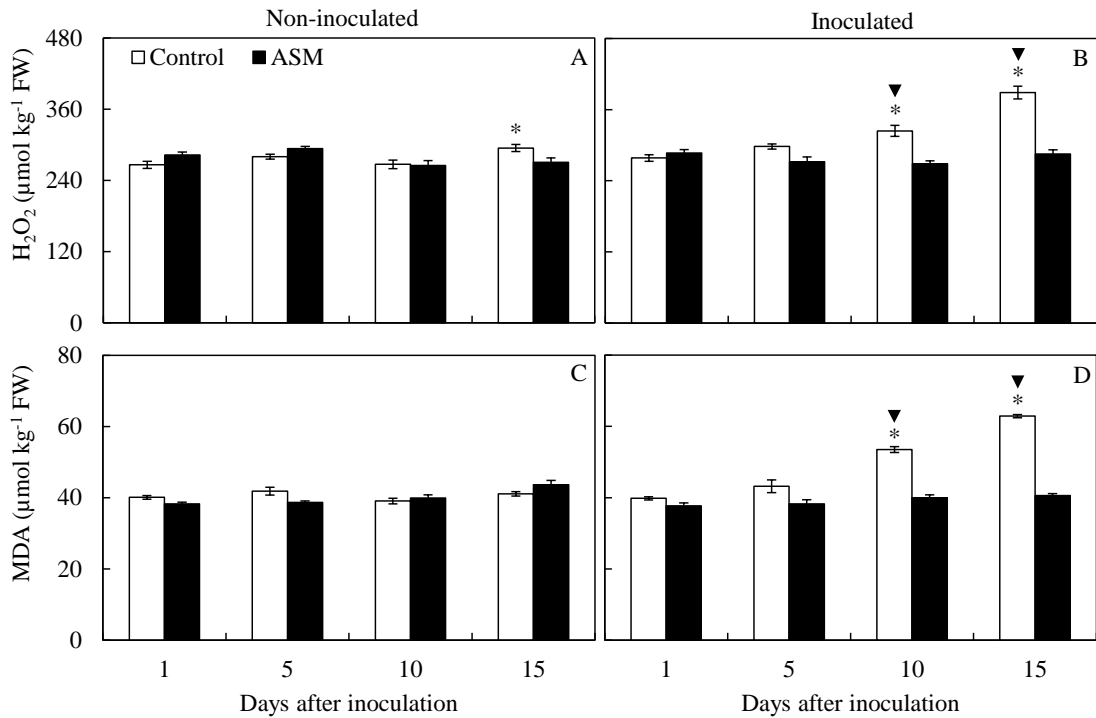 Non-inoculated
Inoculated
H₂O₂ (µmol kg⁻¹ FW)
480
360
240
120
0
Control
ASM
A
*
B
▼
*
▼
*
MDA (µmol kg⁻¹ FW)
80
60
40
20
0
C
D
▼
*
▼
*
1 5 10 15
1 5 10 15
Days after inoculation
Days after inoculation